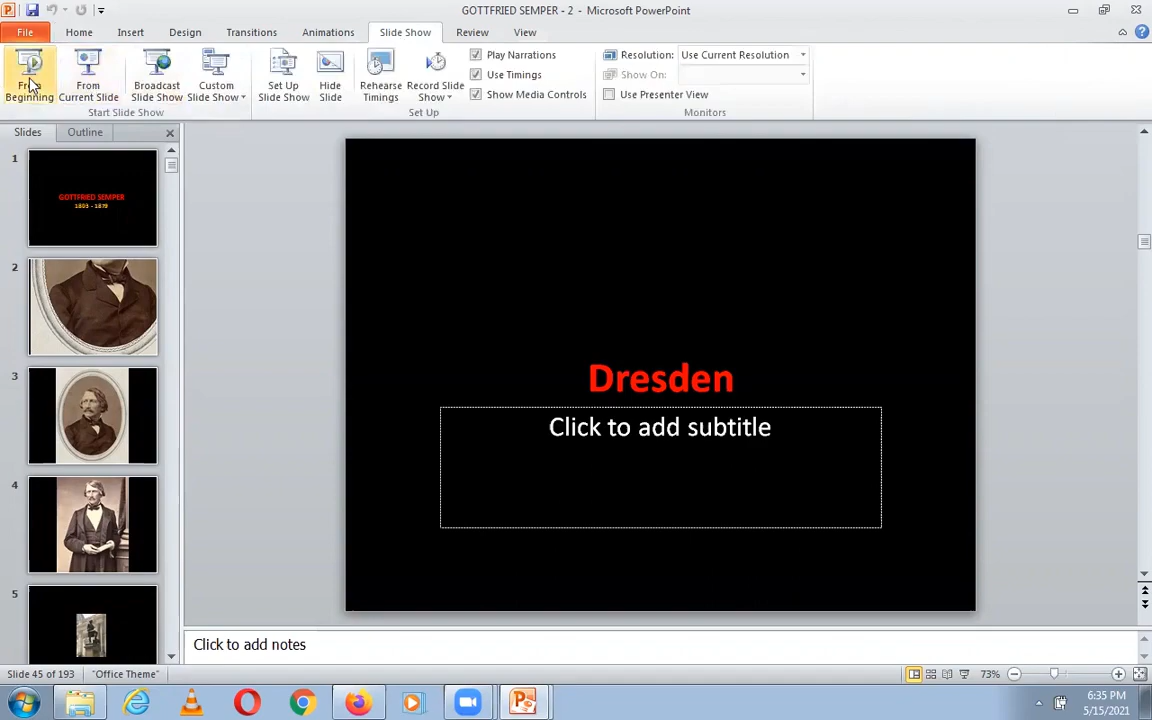 GOTTFRIED SEMPER - 2 - Microsoft PowerPoint
File Home Insert Design Transitions Animations Slide Show Review View
From Beginning
From Current Slide
Broadcast Slide Show
Custom Slide Show
Set Up Slide Show
Hide Slide
Rehearse Timings
Record Slide Show
Play Narrations
Use Timings
Show Media Controls
Resolution: Use Current Resolution
Show On:
Use Presenter View
Start Slide Show Set Up Monitors
Slides Outline
1
GOTTFRIED SEMPER
1803 - 1879
2
3
4
5
Dresden
Click to add subtitle
Click to add notes
Slide 45 of 193 "Office Theme" 73%
6:35 PM
5/15/2021